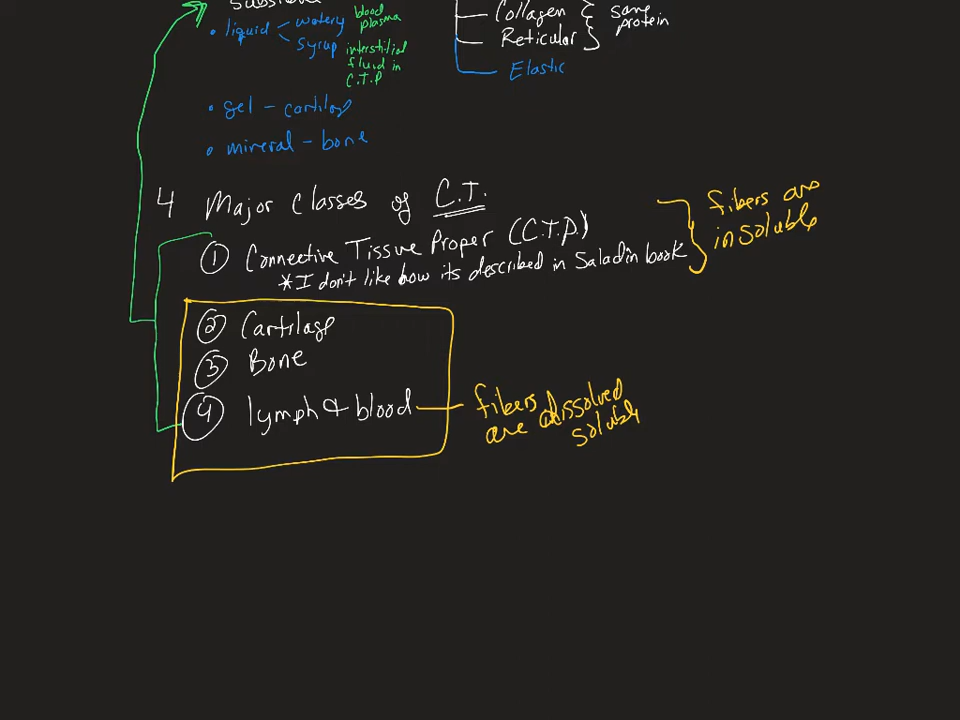 • liquid - watery blood plasma
syrup interstitial fluid in C.T.P
• gel - cartilag
• mineral - bone
Collagen
Reticular
same protein
Elastic
4 Major Classes of C.T.
① Connective Tissue Proper (C.T.P.)
*I don't like how its described in Saladin book
fibers are
insoluble
② Cartilage
③ Bone
④ lymph & blood
fibers
are dissolved
soluble